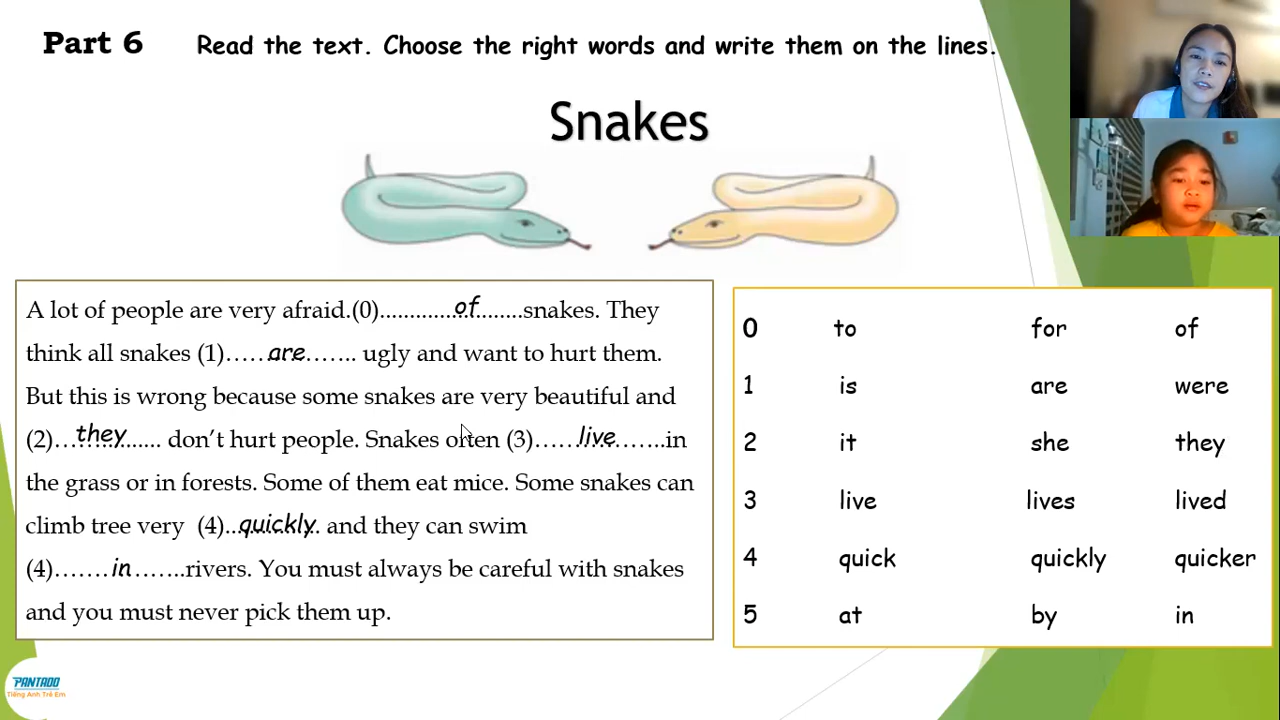 Part 6 Read the text. Choose the right words and write them on the lines.
Snakes
A lot of people are very afraid.(0)................of........snakes. They
think all snakes (1)……are……. ugly and want to hurt them.
But this is wrong because some snakes are very beautiful and
(2)…they....... don't hurt people. Snakes often (3)……live……..in
the grass or in forests. Some of them eat mice. Some snakes can
climb tree very (4)..quickly. and they can swim
(4)…….in……..rivers. You must always be careful with snakes
and you must never pick them up.
0 to for of
1 is are were
2 it she they
3 live lives lived
4 quick quickly quicker
5 at by in
PANTADO
Tiếng Anh Trẻ Em